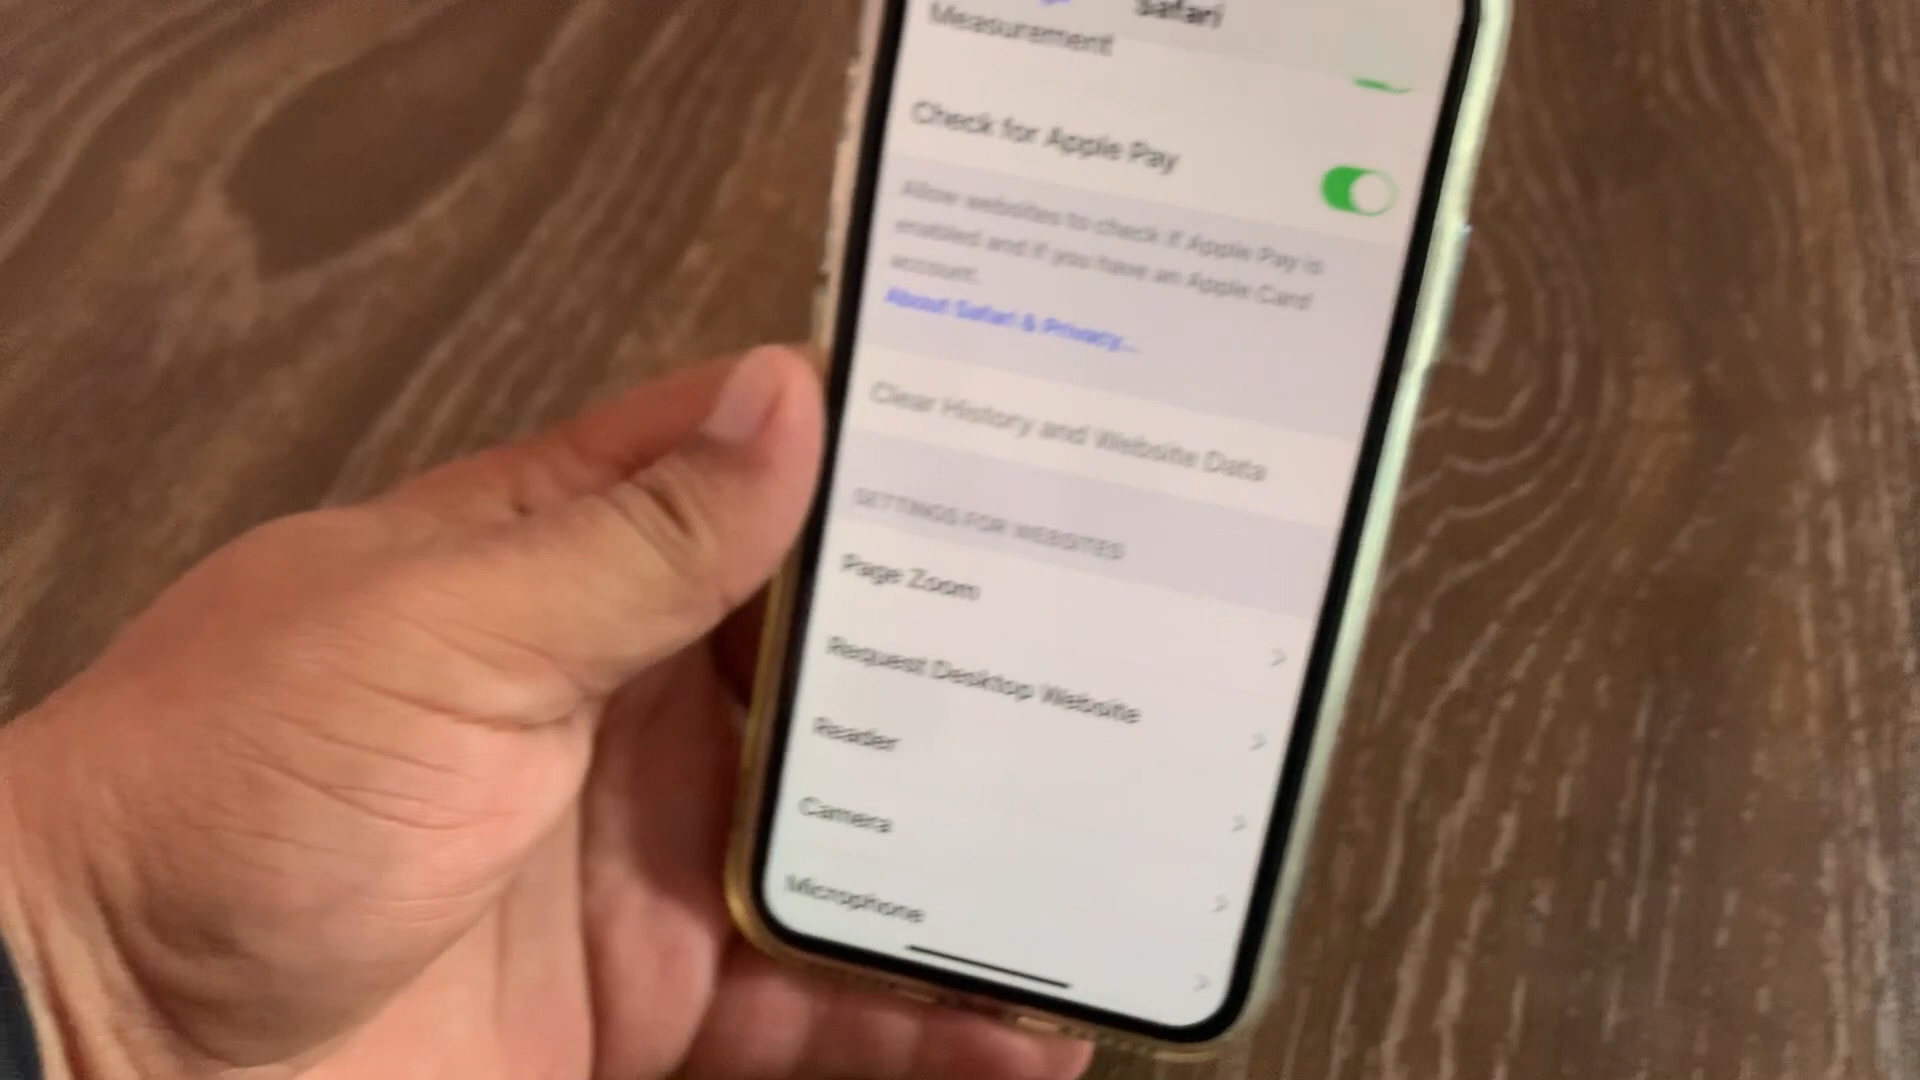 Safari
Measurement
Check for Apple Pay
Allow websites to check if Apple Pay is
enabled and if you have an Apple Card
account.
About Safari & Privacy...
Clear History and Website Data
SETTINGS FOR WEBSITES
Page Zoom
Request Desktop Website
Reader
Camera
Microphone